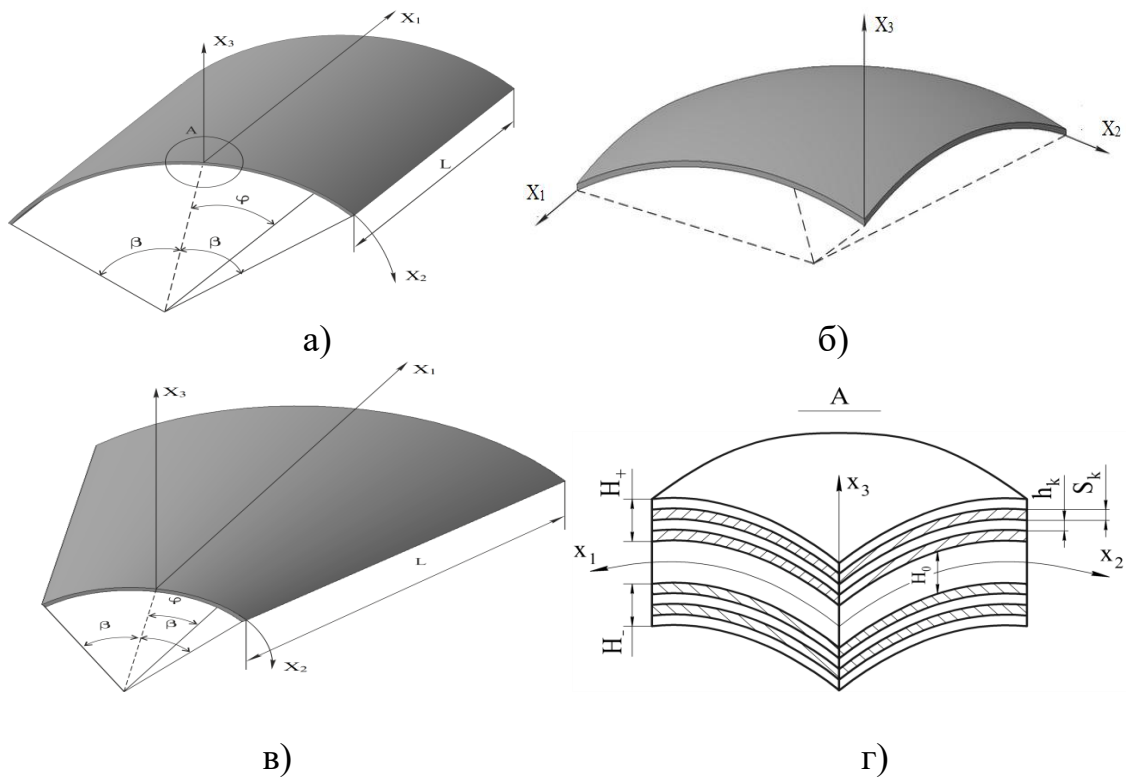 X₁
X₃
A
L
φ
β β
X₂
а)
X₃
X₂
X₁
б)
X₁
X₃
L
φ
β β
X₂
в)
A
H₊
x₃
h_k
S_k
x₁
H₀
x₂
H₋
г)